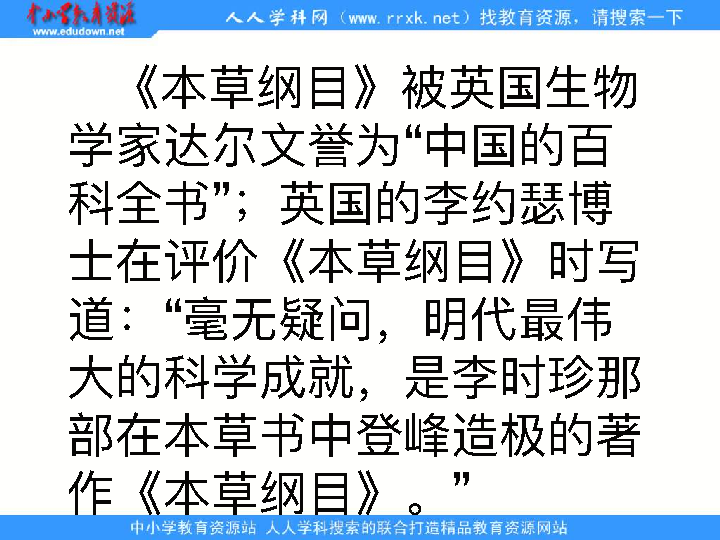 中小学教育资源
www.edudown.net
人人学科网（www.rrxk.net）找教育资源，请搜索一下
《本草纲目》被英国生物
学家达尔文誉为“中国的百
科全书”；英国的李约瑟博
士在评价《本草纲目》时写
道：“毫无疑问，明代最伟
大的科学成就，是李时珍那
部在本草书中登峰造极的著
作《本草纲目》。”
中小学教育资源站 人人学科搜索的联合打造精品教育资源网站